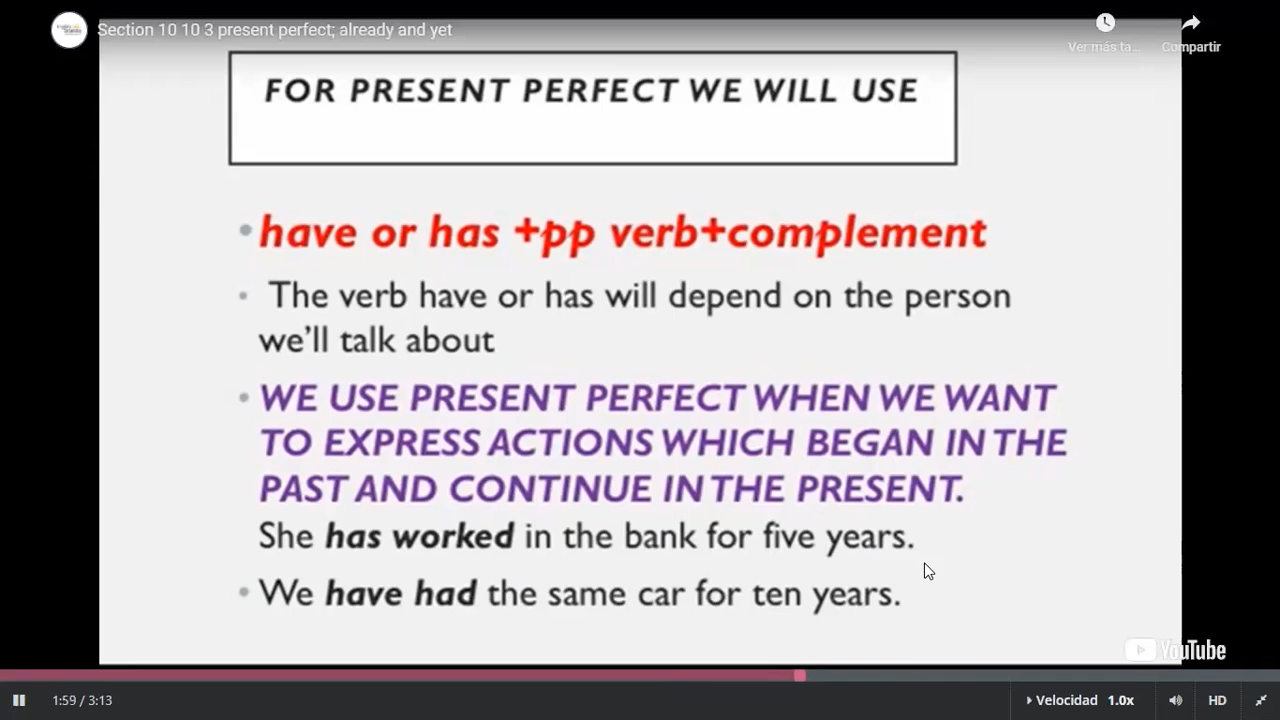 Section 10 10 3 present perfect; already and yet
Ver más ta...
Compartir
FOR PRESENT PERFECT WE WILL USE
•have or has +pp verb+complement
• The verb have or has will depend on the person
we'll talk about
• WE USE PRESENT PERFECT WHEN WE WANT
TO EXPRESS ACTIONS WHICH BEGAN IN THE
PAST AND CONTINUE IN THE PRESENT.
She has worked in the bank for five years.
• We have had the same car for ten years.
YouTube
1:59 / 3:13
Velocidad 1.0x
HD